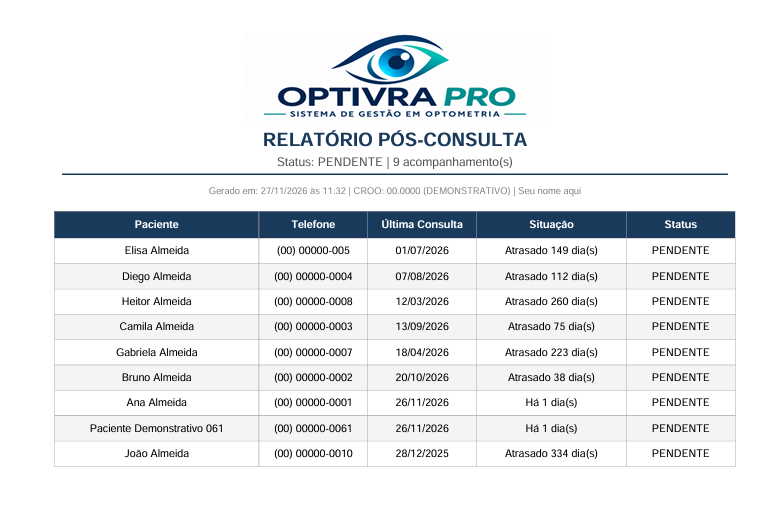 OPTIVRA PRO
SISTEMA DE GESTÃO EM OPTOMETRIA
RELATÓRIO PÓS-CONSULTA
Status: PENDENTE | 9 acompanhamento(s)
Gerado em: 27/11/2026 às 11:32 | CROO: 00.0000 (DEMONSTRATIVO) | Seu nome aqui
Paciente Telefone Última Consulta Situação Status
Elisa Almeida (00) 00000-005 01/07/2026 Atrasado 149 dia(s) PENDENTE
Diego Almeida (00) 00000-0004 07/08/2026 Atrasado 112 dia(s) PENDENTE
Heitor Almeida (00) 00000-0008 12/03/2026 Atrasado 260 dia(s) PENDENTE
Camila Almeida (00) 00000-0003 13/09/2026 Atrasado 75 dia(s) PENDENTE
Gabriela Almeida (00) 00000-0007 18/04/2026 Atrasado 223 dia(s) PENDENTE
Bruno Almeida (00) 00000-0002 20/10/2026 Atrasado 38 dia(s) PENDENTE
Ana Almeida (00) 00000-0001 26/11/2026 Há 1 dia(s) PENDENTE
Paciente Demonstrativo 061 (00) 00000-0061 26/11/2026 Há 1 dia(s) PENDENTE
João Almeida (00) 00000-0010 28/12/2025 Atrasado 334 dia(s) PENDENTE